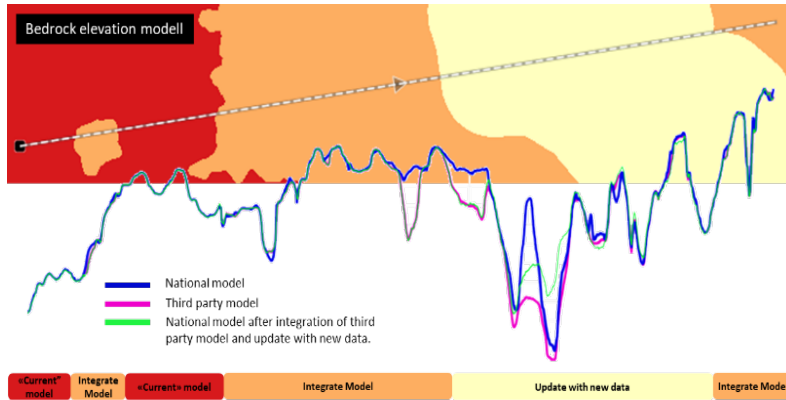 Bedrock elevation modell
National model
Third party model
National model after integration of third
party model and update with new data.
«Current"
model
Integrate
Model
«Current» model
Integrate Model
Update with new data
Integrate Mode